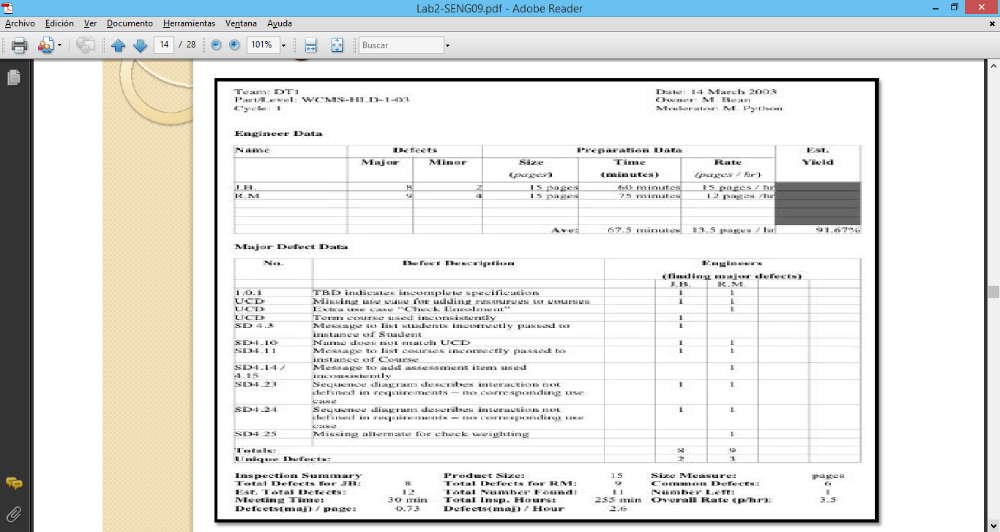 Lab2-SENG09.pdf - Adobe Reader
Archivo Edición Ver Documento Herramientas Ventana Ayuda
14 / 28 101% Buscar
Team: DT1 Date: 14 March 2003
Part/Level: WCMS-HLD-1-03 Owner: M. Bean
Cycle: 1 Moderator: M. Python
Engineer Data
Name Defects Preparation Data Est.
Major Minor Size Time Rate Yield
(pages) (minutes) (pages / hr)
J.B. 8 2 15 pages 60 minutes 15 pages / hr
R.M 9 4 15 pages 75 minutes 12 pages /hr
Ave: 67.5 minutes 13.5 pages / hr 91.67%
Major Defect Data
No. Defect Description Engineers
(finding major defects)
J.B. R.M.
1.0.1 TBD indicates incomplete specification 1 1
UCD Missing use case for adding resources to courses 1 1
UCD Extra use case "Check Enrolment" 1
UCD Term course used inconsistently 1
SD 4.3 Message to list students incorrectly passed to 1
instance of Student
SD4.10 Name does not match UCD 1 1
SD4.11 Message to list courses incorrectly passed to 1 1
instance of Course
SD4.14 / Message to add assessment item used 1
4.15 inconsistently
SD4.23 Sequence diagram describes interaction not 1 1
defined in requirements – no corresponding use
case
SD4.24 Sequence diagram describes interaction not 1 1
defined in requirements – no corresponding use
case
SD4.25 Missing alternate for check weighting 1
Totals: 8 9
Unique Defects: 2 3
Inspection Summary Product Size: 15 Size Measure: pages
Total Defects for JB: 8 Total Defects for RM: 9 Common Defects: 6
Est. Total Defects: 12 Total Number Found: 11 Number Left: 1
Meeting Time: 30 min Total Insp. Hours: 255 min Overall Rate (p/hr): 3.5
Defects(maj) / page: 0.73 Defects(maj) / Hour 2.6